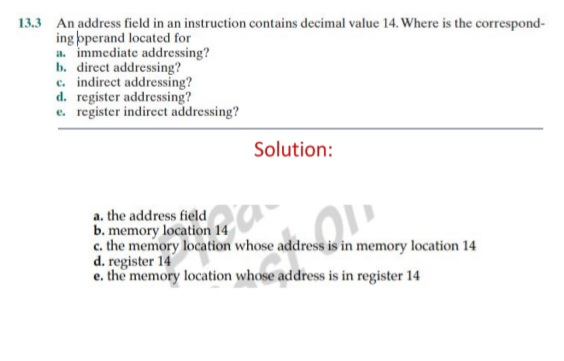 13.3 An address field in an instruction contains decimal value 14. Where is the correspond-
ing operand located for
a. immediate addressing?
b. direct addressing?
c. indirect addressing?
d. register addressing?
e. register indirect addressing?
Solution:
a. the address field
b. memory location 14
c. the memory location whose address is in memory location 14
d. register 14
e. the memory location whose address is in register 14